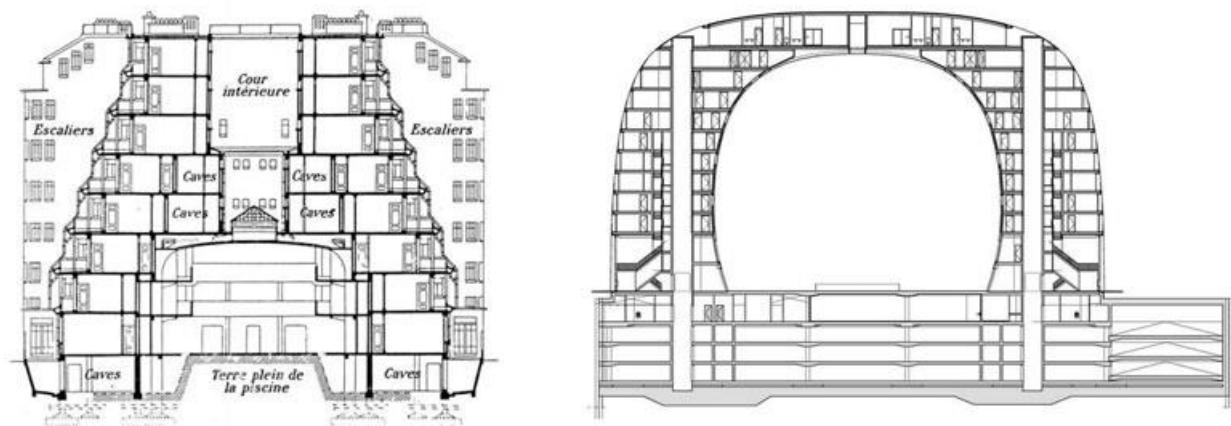 Cour
intérieure
Escaliers
Escaliers
Caves
Caves
Caves
Caves
Caves
Terre plein de
la piscine
Caves